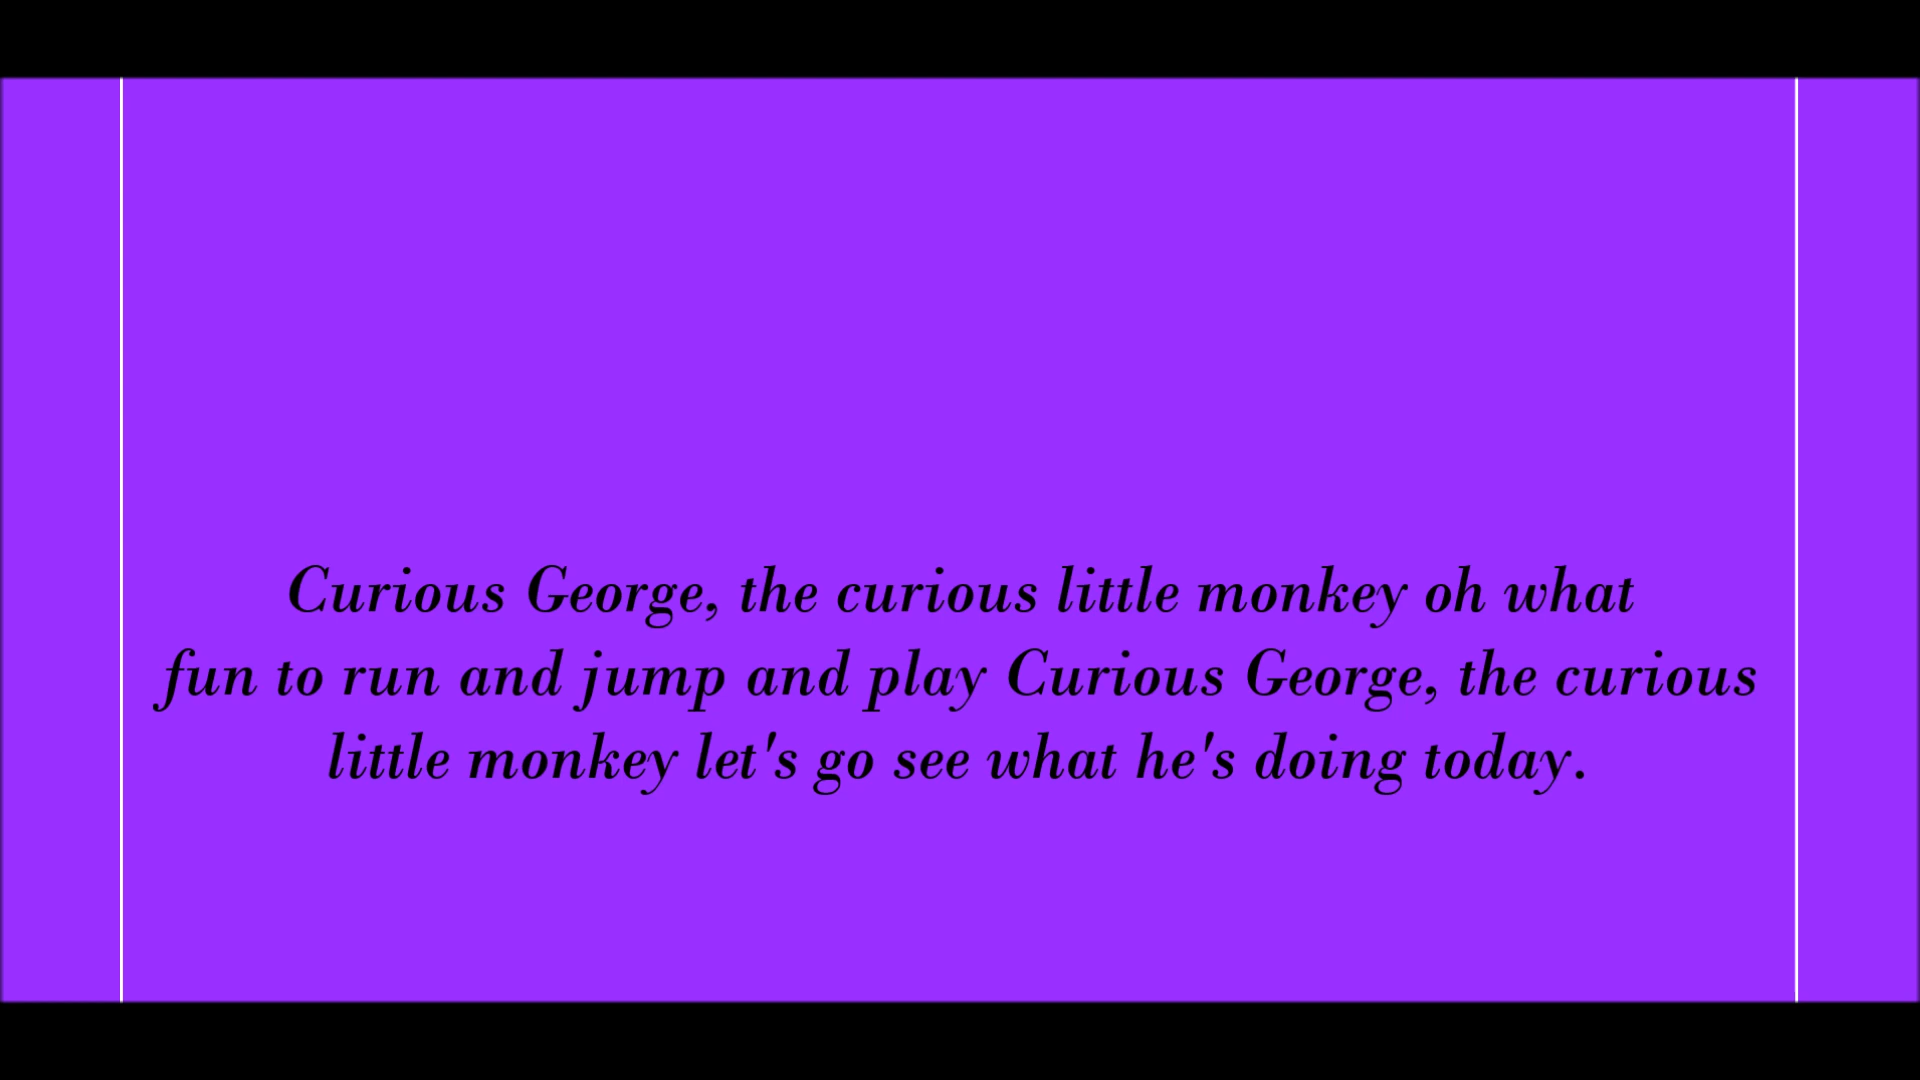 Curious George, the curious little monkey oh what
fun to run and jump and play Curious George, the curious
little monkey let's go see what he's doing today.